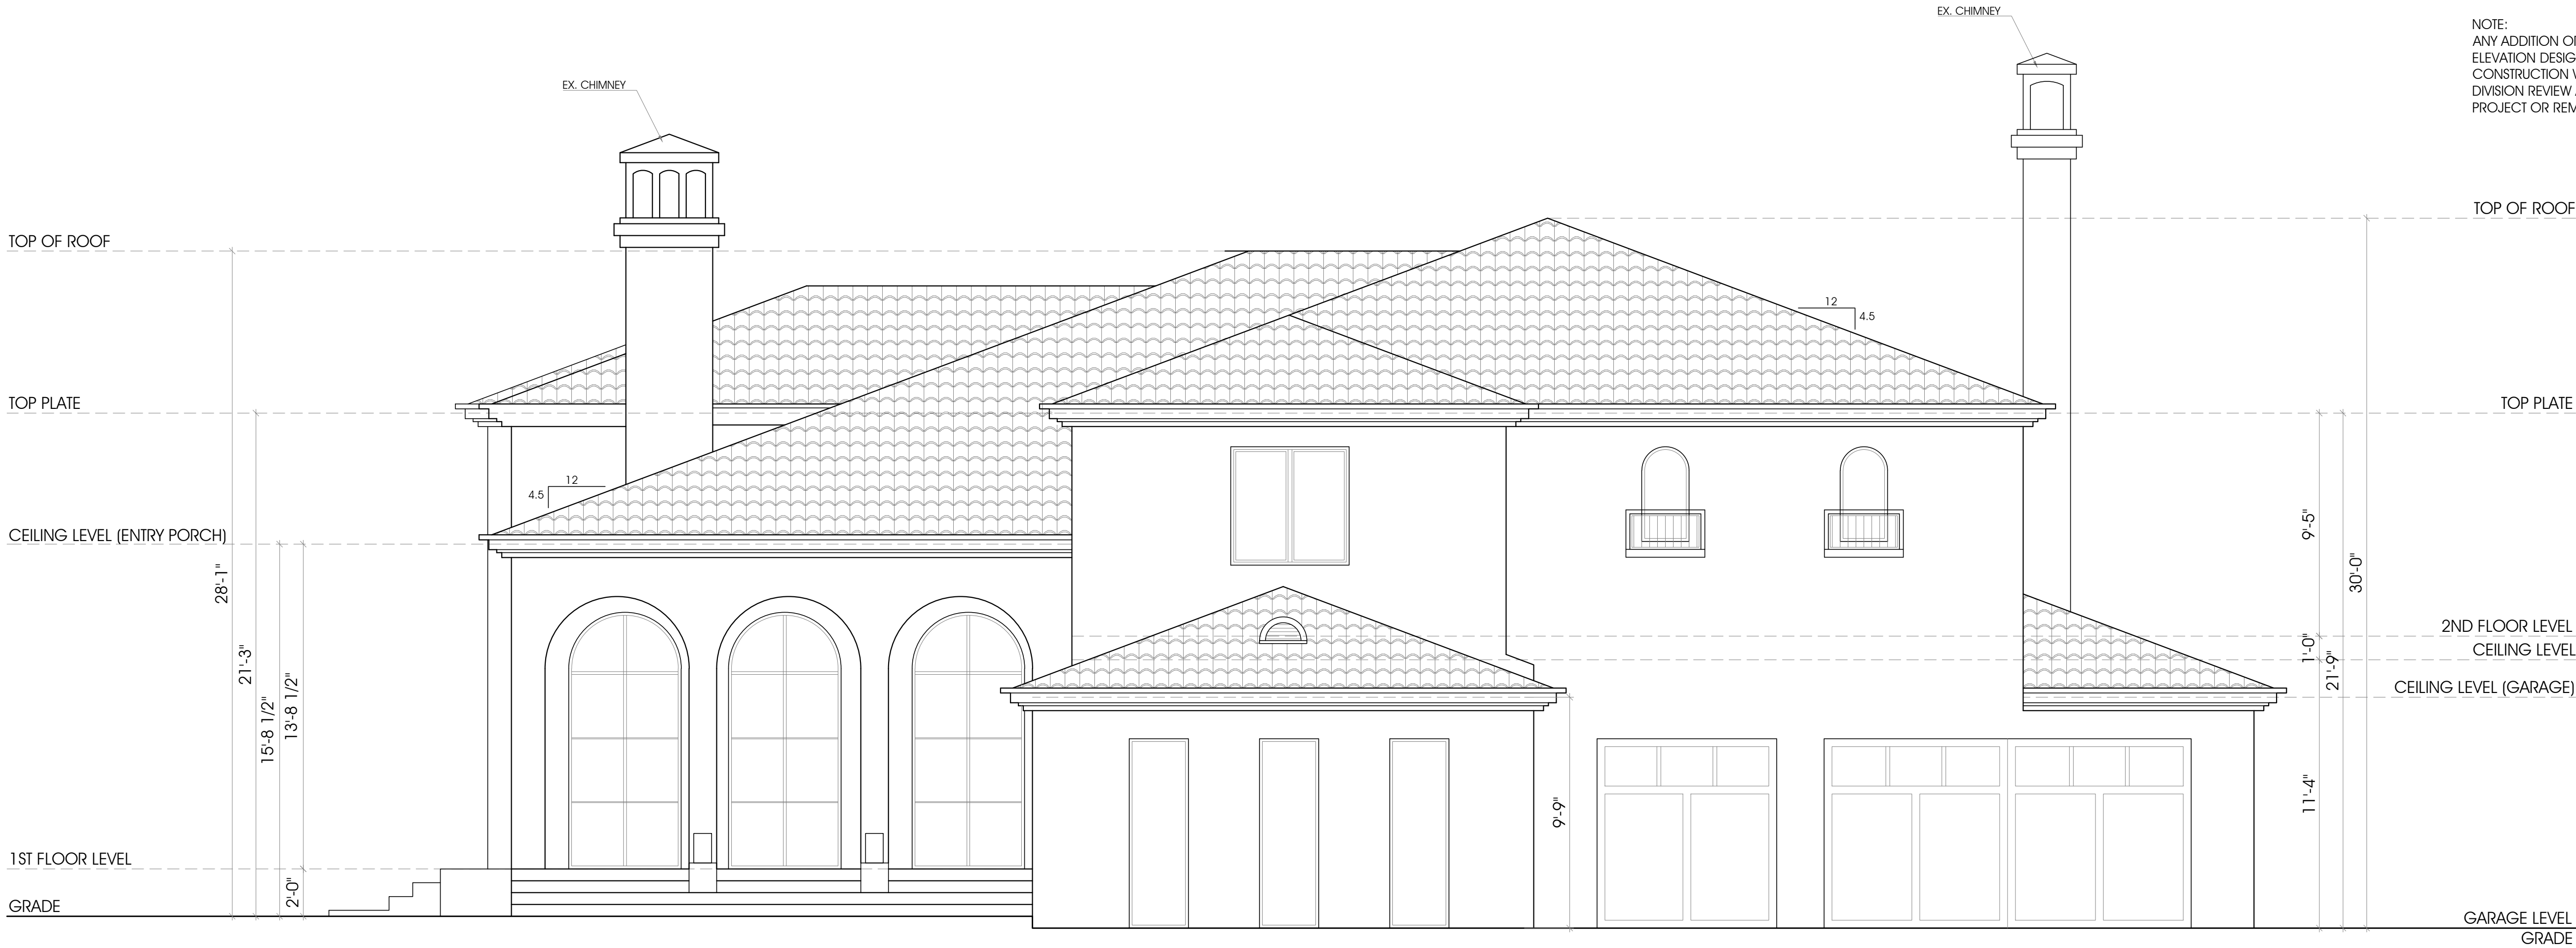 EX. CHIMNEY
EX. CHIMNEY
NOTE:
ANY ADDITION
ELEVATION
CONSTRUCTION
DIVISION REVIEW
PROJECT OR
TOP OF ROOF
TOP OF ROOF
12
4.5
TOP PLATE
TOP PLATE
12
4.5
CEILING LEVEL (ENTRY PORCH)
9'-5"
28'-1"
30'-0"
2ND FLOOR LEVEL
1'-0"
CEILING LEVEL
21'-3"
21'-9"
CEILING LEVEL (GARAGE)
15'-8 1/2"
13'-8 1/2"
9'-9"
11'-4"
1ST FLOOR LEVEL
2'-0"
GRADE
GARAGE LEVEL
GRADE